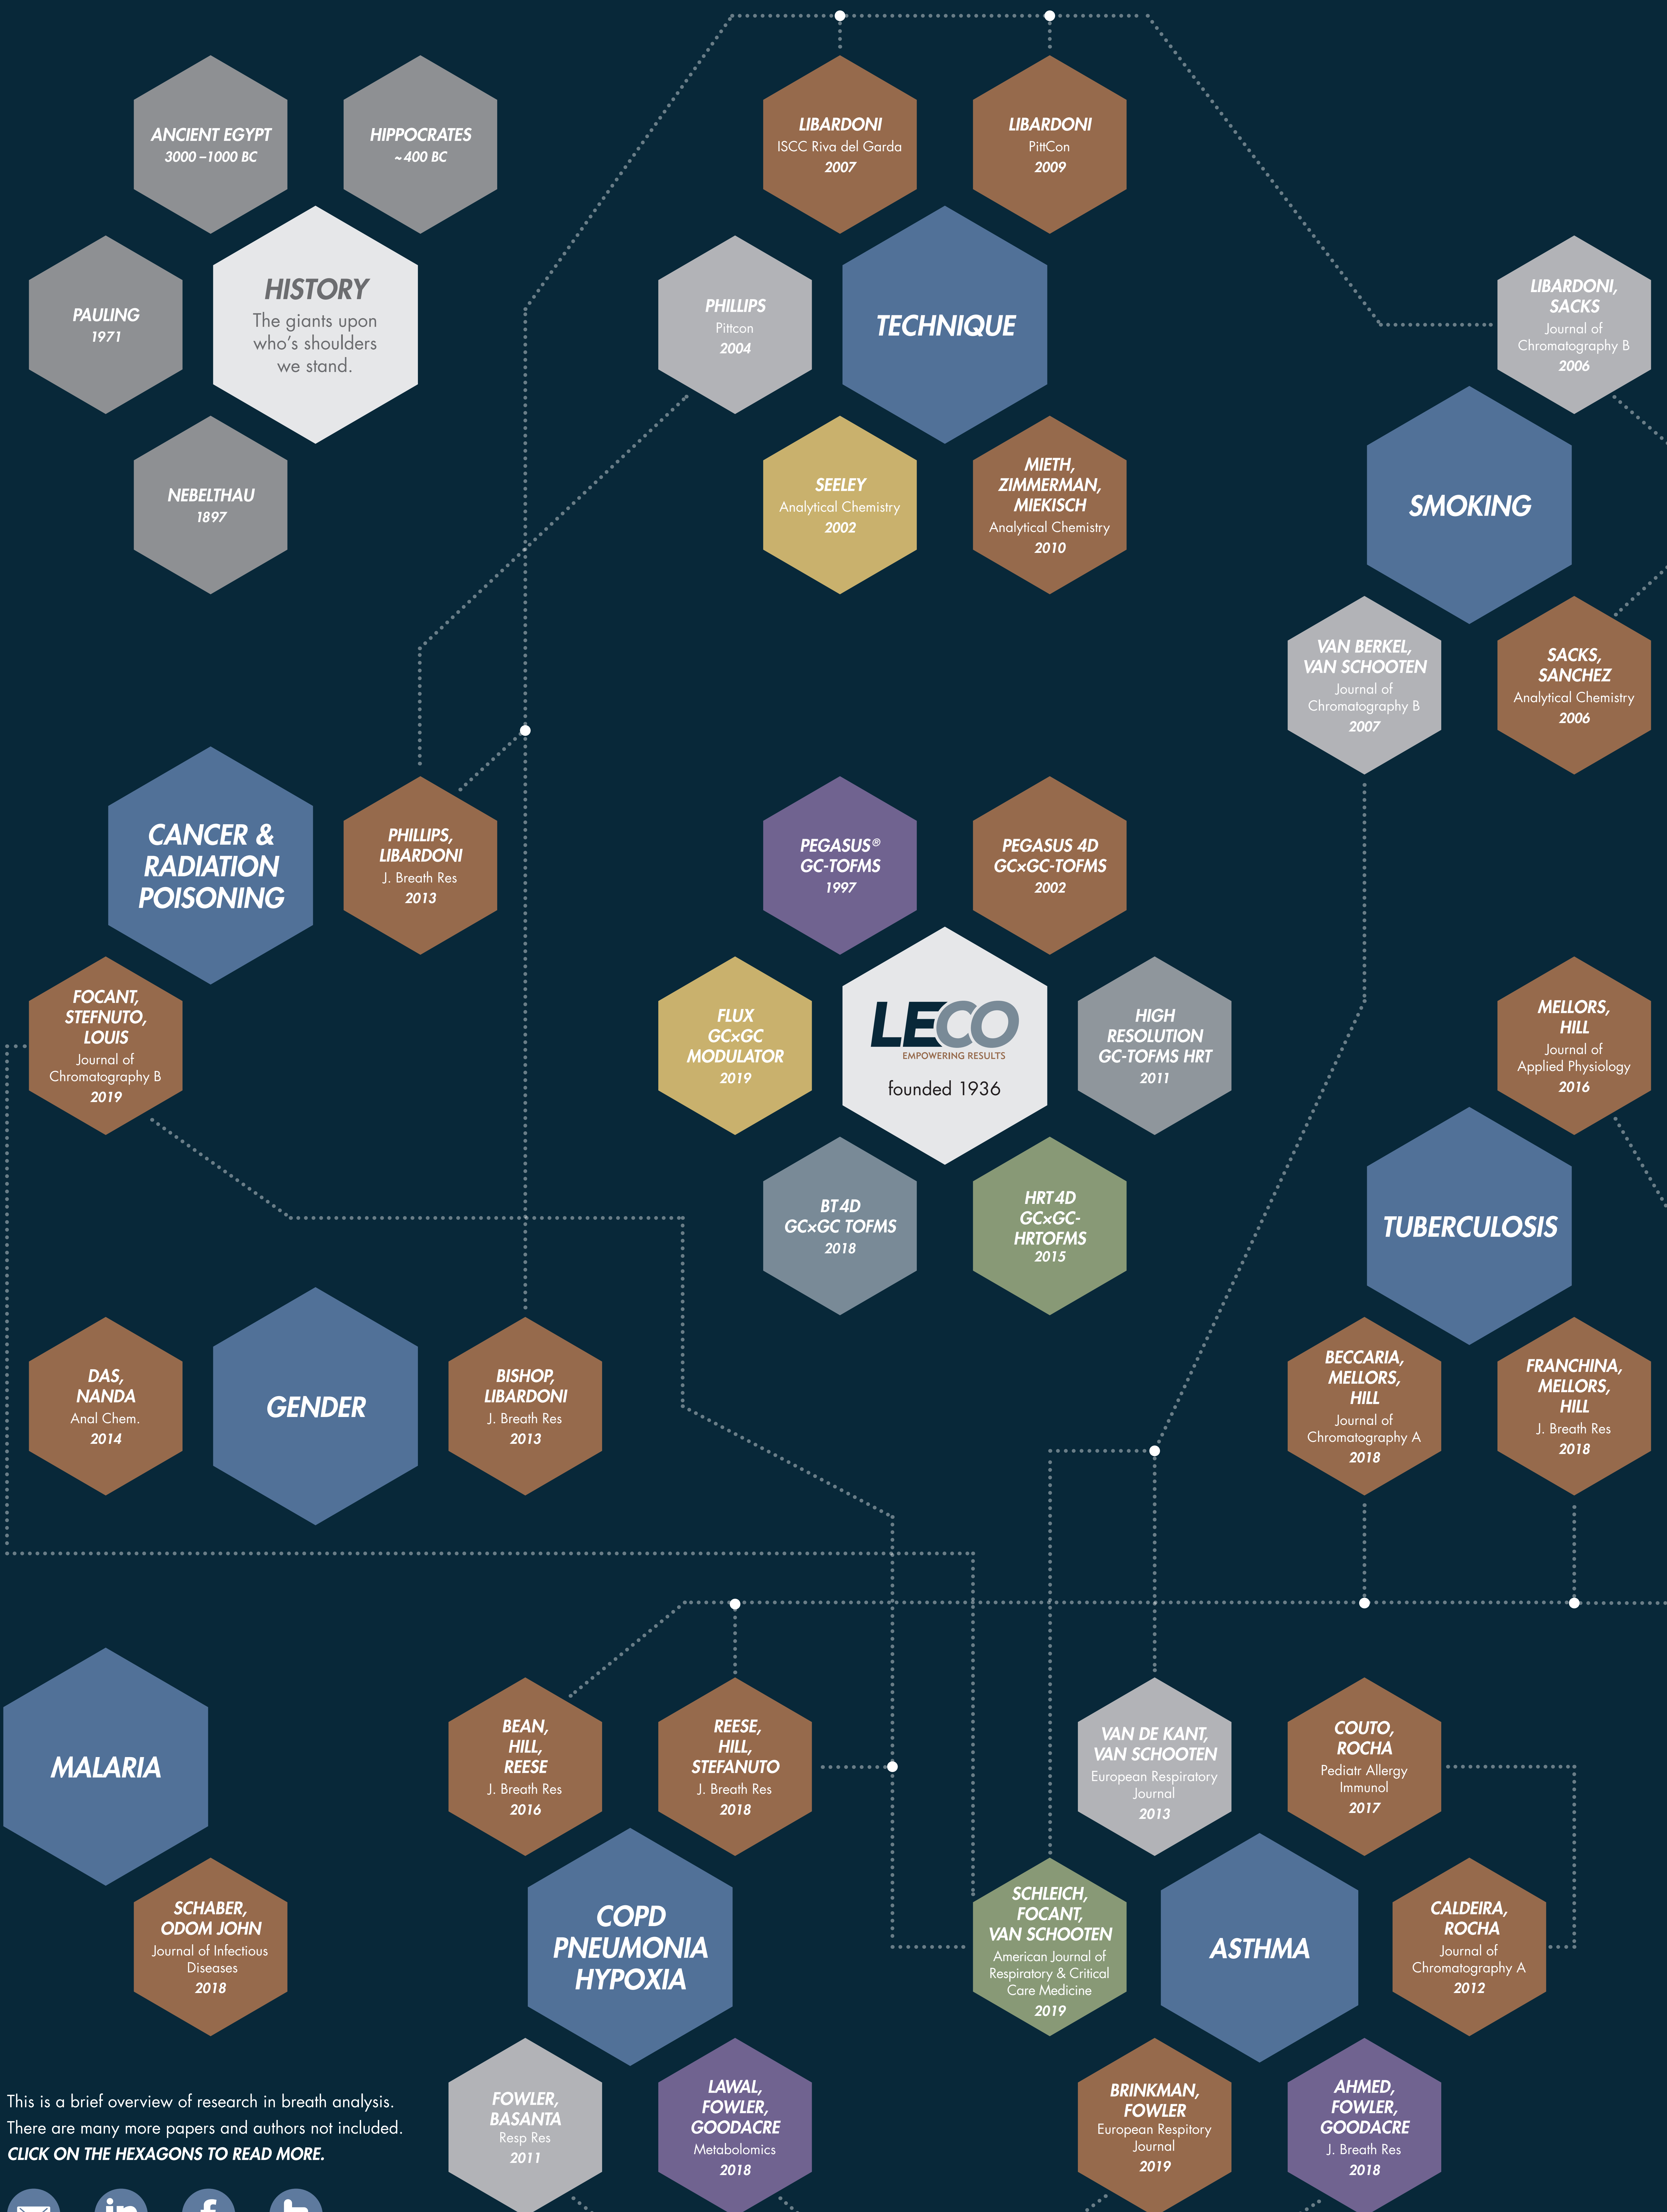 ANCIENT EGYPT
3000 –1000 BC
HIPPOCRATES
~400 BC
PAULING
1971
HISTORY
The giants upon
who's shoulders
we stand.
NEBELTHAU
1897
LIBARDONI
ISCC Riva del Garda
2007
LIBARDONI
PittCon
2009
PHILLIPS
Pittcon
2004
TECHNIQUE
SEELEY
Analytical Chemistry
2002
MIETH,
ZIMMERMAN,
MIEKISCH
Analytical Chemistry
2010
LIBARDONI,
SACKS
Journal of
Chromatography B
2006
SMOKING
VAN BERKEL,
VAN SCHOOTEN
Journal of
Chromatography B
2007
SACKS,
SANCHEZ
Analytical Chemistry
2006
CANCER &
RADIATION
POISONING
PHILLIPS,
LIBARDONI
J. Breath Res
2013
FOCANT,
STEFNUTO,
LOUIS
Journal of
Chromatography B
2019
PEGASUS®
GC-TOFMS
1997
PEGASUS 4D
GC×GC-TOFMS
2002
FLUX
GC×GC
MODULATOR
2019
LECO
EMPOWERING RESULTS
founded 1936
HIGH
RESOLUTION
GC-TOFMS HRT
2011
BT 4D
GC×GC TOFMS
2018
HRT 4D
GC×GC-
HRTOFMS
2015
MELLORS,
HILL
Journal of
Applied Physiology
2016
TUBERCULOSIS
BECCARIA,
MELLORS,
HILL
Journal of
Chromatography A
2018
FRANCHINA,
MELLORS,
HILL
J. Breath Res
2018
DAS,
NANDA
Anal Chem.
2014
GENDER
BISHOP,
LIBARDONI
J. Breath Res
2013
MALARIA
SCHABER,
ODOM JOHN
Journal of Infectious
Diseases
2018
BEAN,
HILL,
REESE
J. Breath Res
2016
REESE,
HILL,
STEFANUTO
J. Breath Res
2018
COPD
PNEUMONIA
HYPOXIA
FOWLER,
BASANTA
Resp Res
2011
LAWAL,
FOWLER,
GOODACRE
Metabolomics
2018
VAN DE KANT,
VAN SCHOOTEN
European Respiratory
Journal
2013
COUTO,
ROCHA
Pediatr Allergy
Immunol
2017
SCHLEICH,
FOCANT,
VAN SCHOOTEN
American Journal of
Respiratory & Critical
Care Medicine
2019
ASTHMA
CALDEIRA,
ROCHA
Journal of
Chromatography A
2012
BRINKMAN,
FOWLER
European Respitory
Journal
2019
AHMED,
FOWLER,
GOODACRE
J. Breath Res
2018
This is a brief overview of research in breath analysis.
There are many more papers and authors not included.
CLICK ON THE HEXAGONS TO READ MORE.